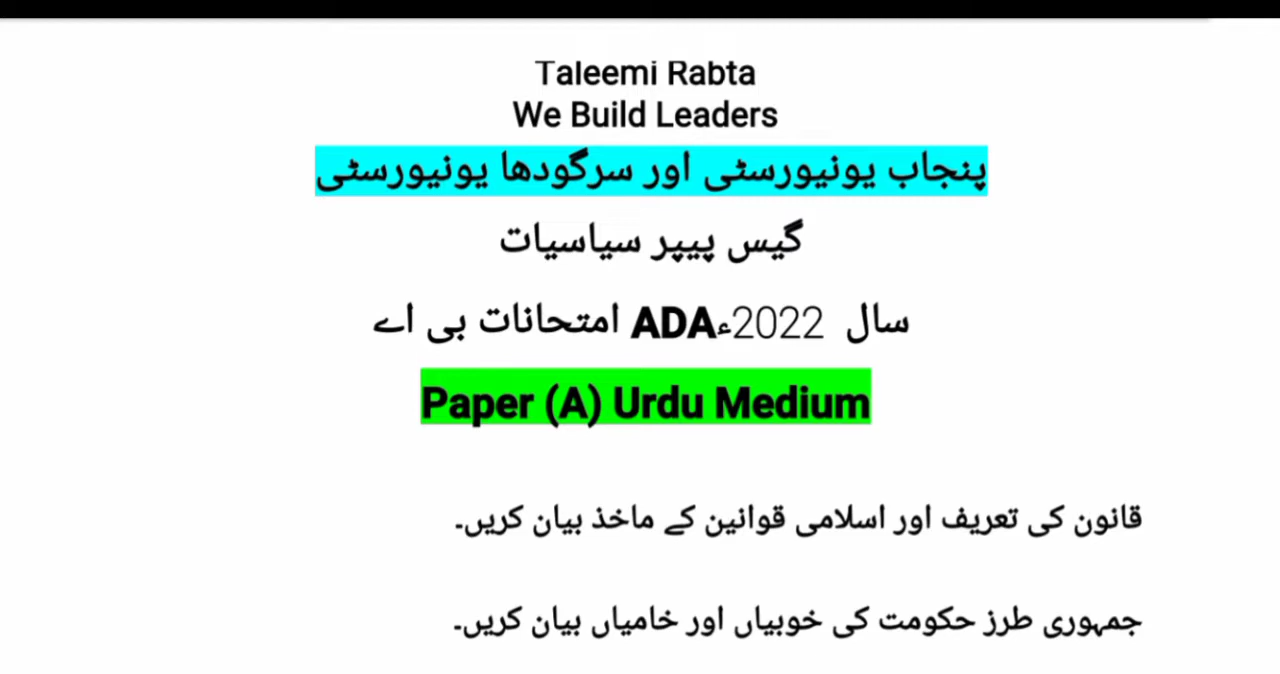 Taleemi Rabta
We Build Leaders
پنجاب یونیورسٹی اور سرگودھا یونیورسٹی
گیس پیپر سیاسیات
سال 2022ء ADA امتحانات بی اے
Paper (A) Urdu Medium
قانون کی تعریف اور اسلامی قوانین کے ماخذ بیان کریں۔
جمہوری طرز حکومت کی خوبیاں اور خامیاں بیان کریں۔